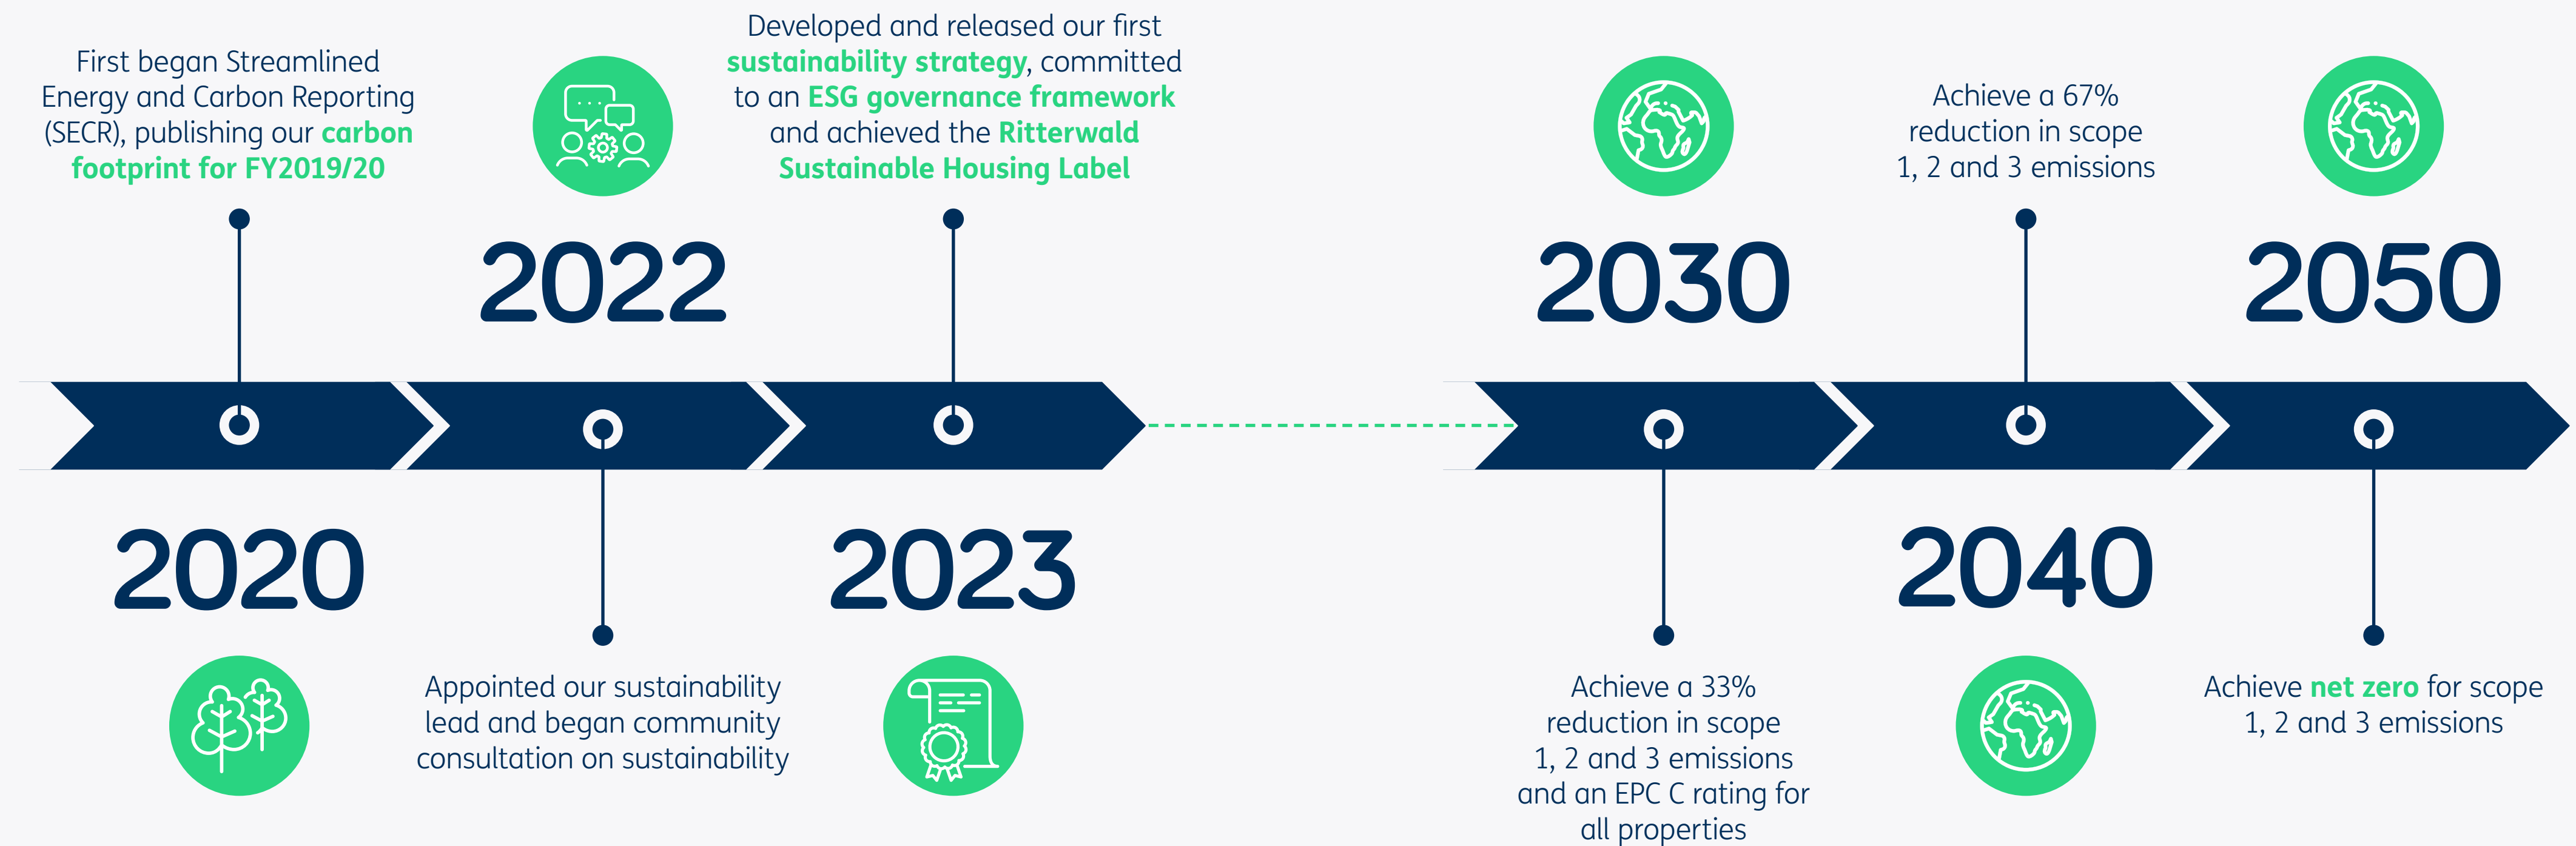 First began Streamlined
Energy and Carbon Reporting
(SECR), publishing our carbon
footprint for FY2019/20
2020
2022
Appointed our sustainability
lead and began community
consultation on sustainability
Developed and released our first
sustainability strategy, committed
to an ESG governance framework
and achieved the Ritterwald
Sustainable Housing Label
2023
2030
Achieve a 33%
reduction in scope
1, 2 and 3 emissions
and an EPC C rating for
all properties
Achieve a 67%
reduction in scope
1, 2 and 3 emissions
2040
2050
Achieve net zero for scope
1, 2 and 3 emissions